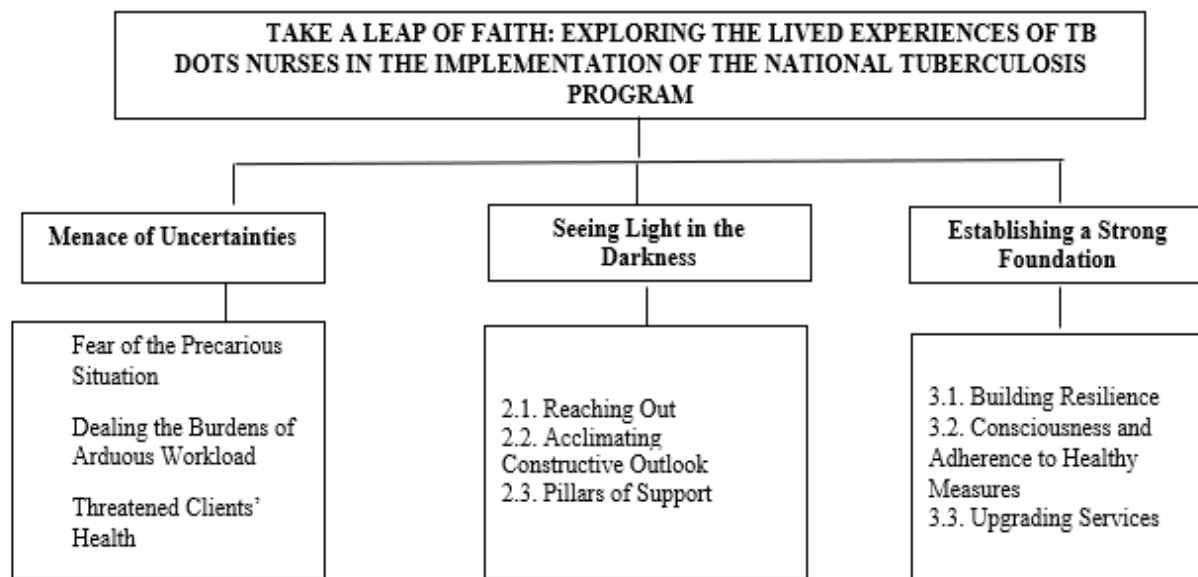 TAKE A LEAP OF FAITH: EXPLORING THE LIVED EXPERIENCES OF TB
DOTS NURSES IN THE IMPLEMENTATION OF THE NATIONAL TUBERCULOSIS
PROGRAM
Menace of Uncertainties
Fear of the Precarious
Situation
Dealing the Burdens of
Arduous Workload
Threatened Clients’
Health
Seeing Light in the
Darkness
2.1. Reaching Out
2.2. Acclimating
Constructive Outlook
2.3. Pillars of Support
Establishing a Strong
Foundation
3.1. Building Resilience
3.2. Consciousness and
Adherence to Healthy
Measures
3.3. Upgrading Services